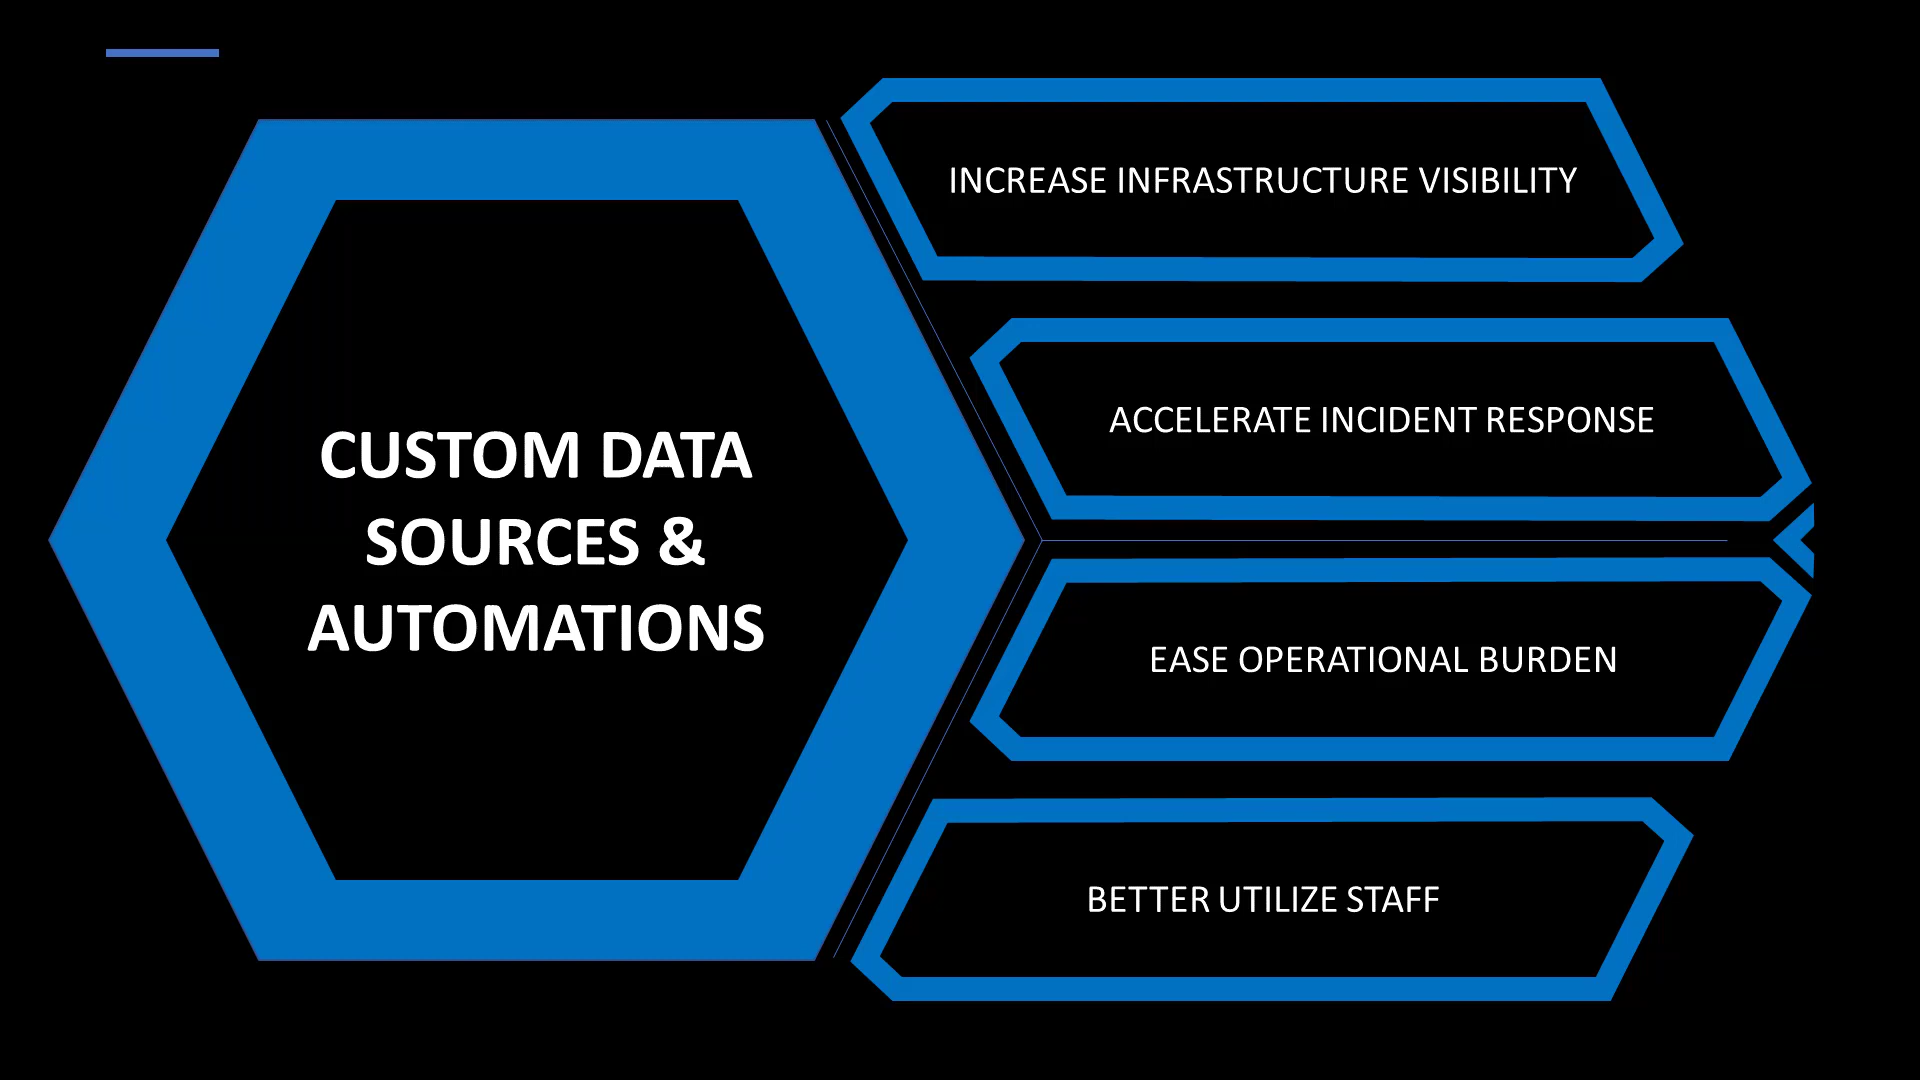 CUSTOM DATA
SOURCES &
AUTOMATIONS
INCREASE INFRASTRUCTURE VISIBILITY
ACCELERATE INCIDENT RESPONSE
EASE OPERATIONAL BURDEN
BETTER UTILIZE STAFF